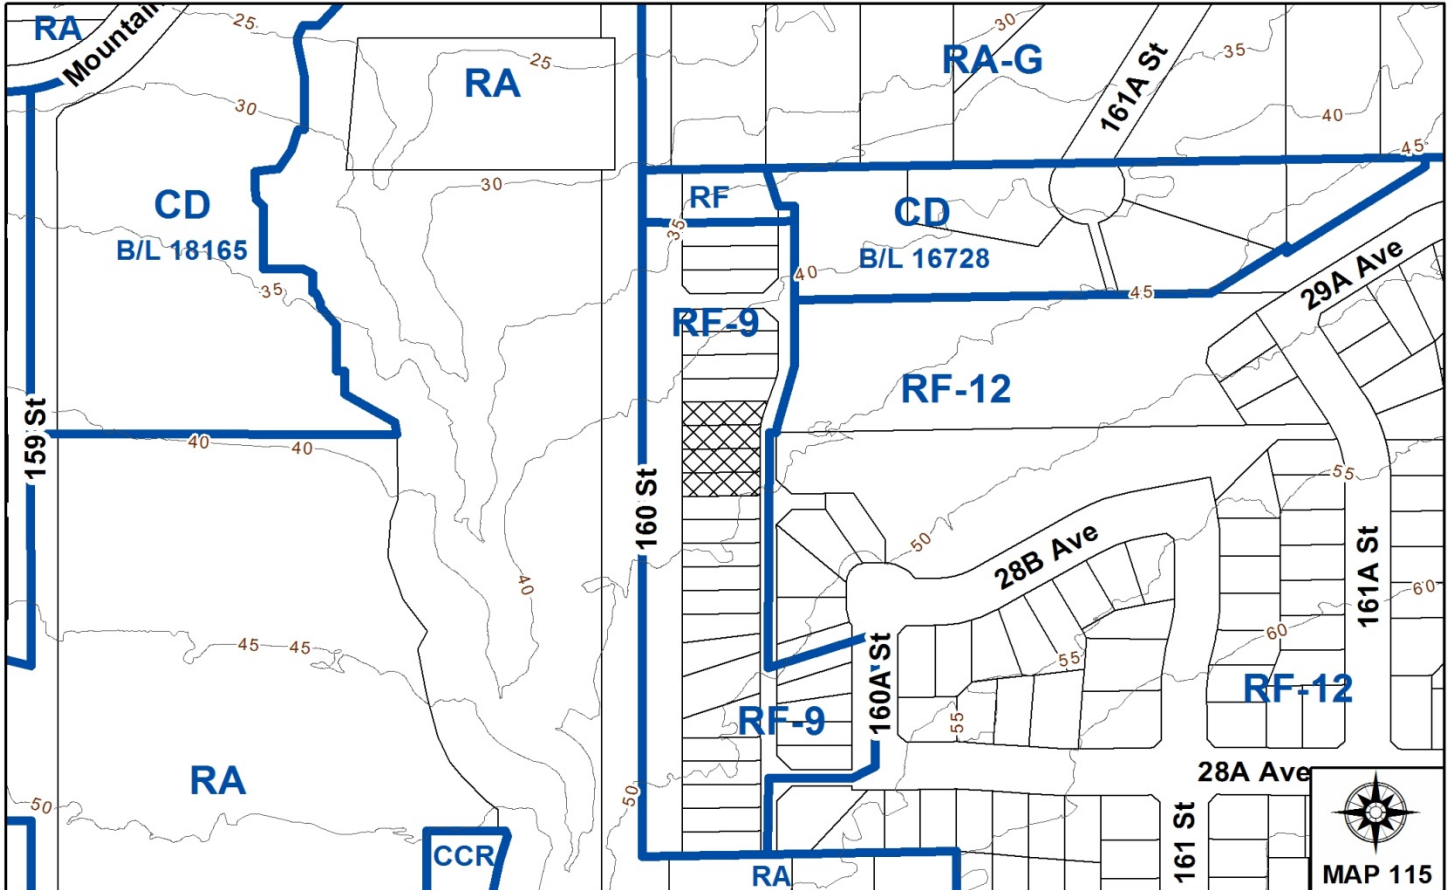 RA
Mountain
25
30
RA
25
30
CD
B/L 18165
35
159 St
40
40
45
45
RA
50
CCR
40
50
160 St
RF
35
RF-9
RF-9
RA
RA-G
30
161A St
35
40
45
CD
B/L 16728
40
45
29A Ave
RF-12
55
50
28B Ave
161A St
60
60
55
55
160A St
RF-12
28A Ave
161 St
MAP 115